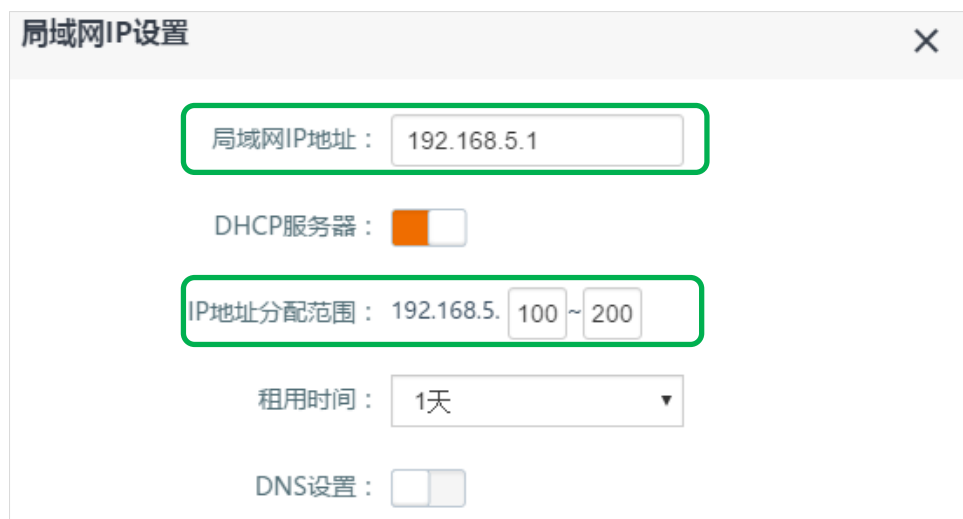 局域网IP设置
局域网IP地址： 192.168.5.1
DHCP服务器：
IP地址分配范围： 192.168.5. 100 ~ 200
租用时间： 1天
DNS设置：